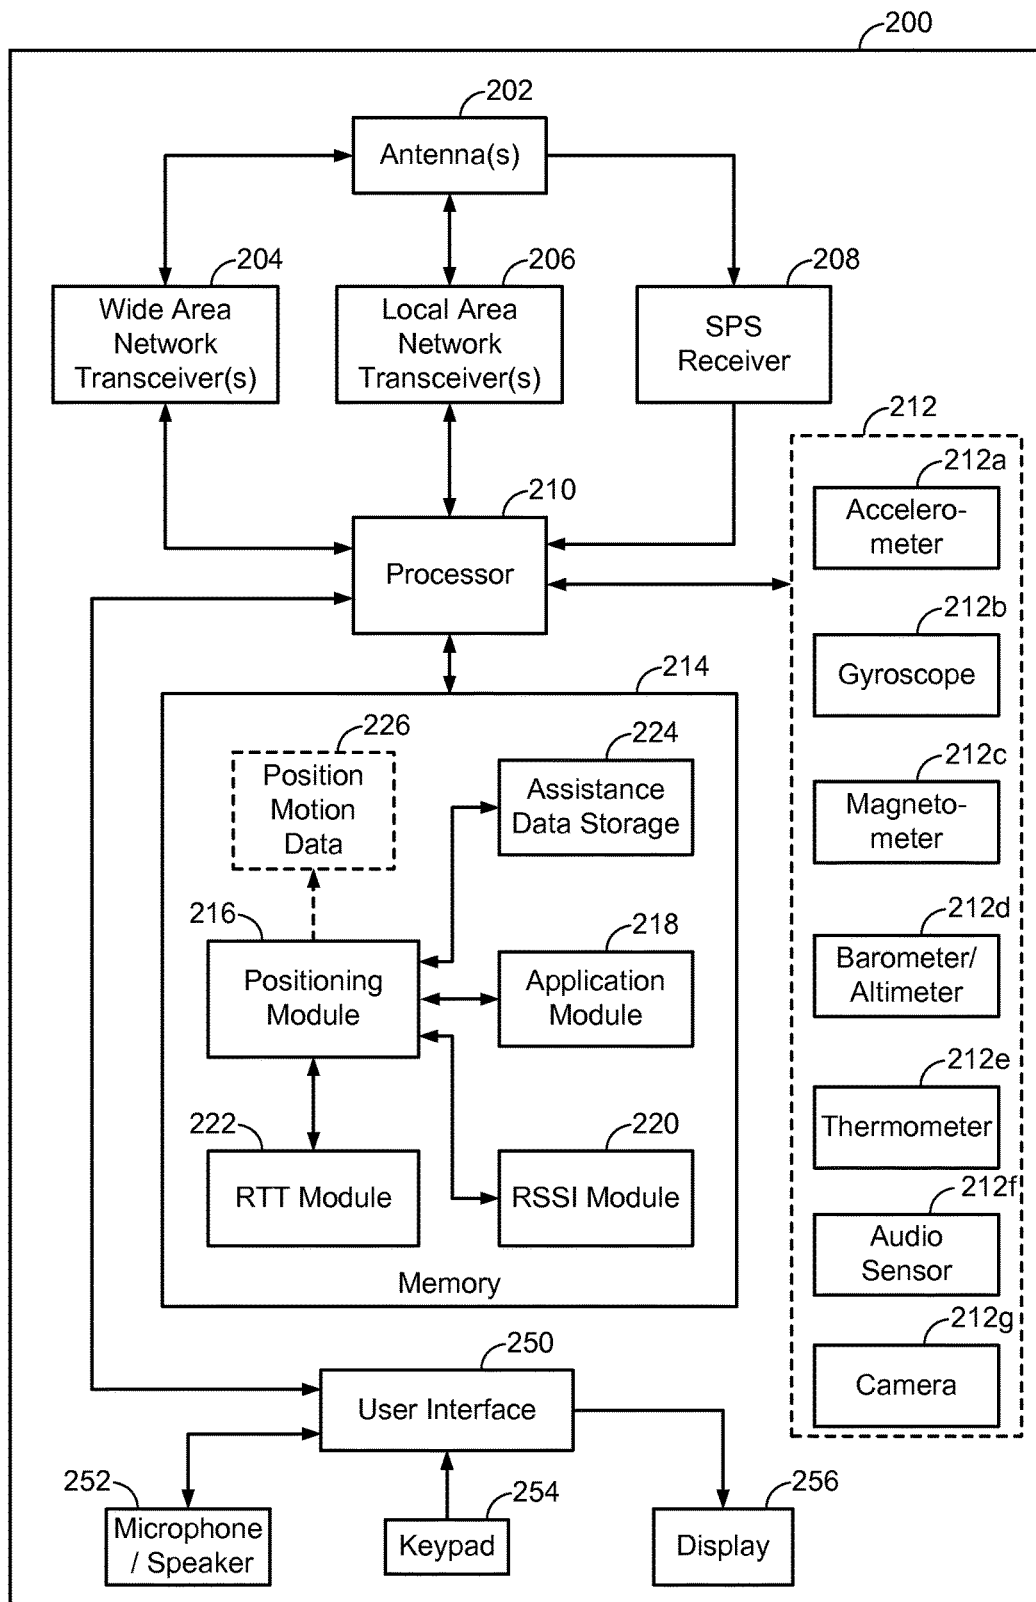 200
202
Antenna(s)
204
206
208
Wide Area
Network
Transceiver(s)
Local Area
Network
Transceiver(s)
SPS
Receiver
212
212a
Accelero-
meter
210
Processor
212b
Gyroscope
214
226
224
Position
Motion
Data
Assistance
Data Storage
212c
Magneto-
meter
216
218
Positioning
Module
Application
Module
212d
Barometer/
Altimeter
222
220
RTT Module
RSSI Module
212e
Thermometer
212f
Audio
Sensor
Memory
212g
Camera
250
User Interface
252
254
256
Microphone
/ Speaker
Keypad
Display